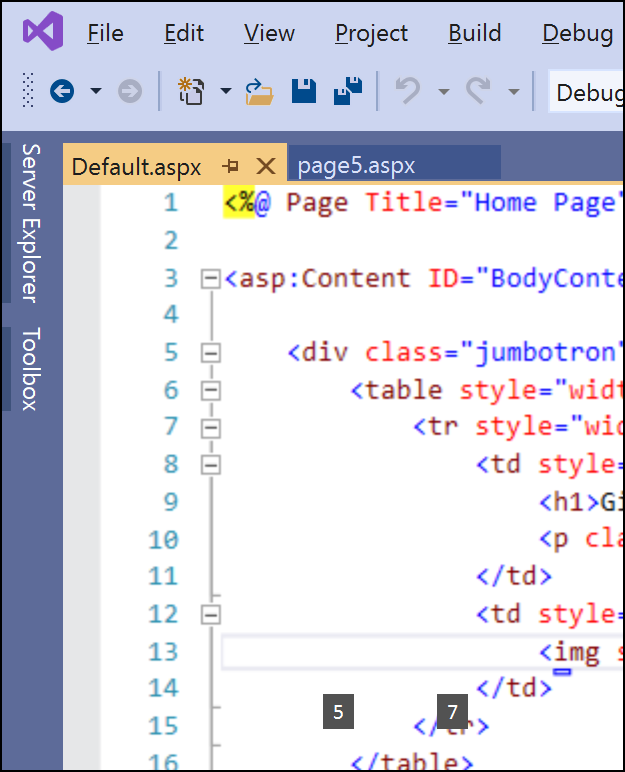 File Edit View Project Build Debug
Debug
Server Explorer
Toolbox
Default.aspx page5.aspx
1 <%@ Page Title="Home Page"
2
3 <asp:Content ID="BodyConte
4
5 <div class="jumbotron"
6 <table style="widt
7 <tr style="wid
8 <td style=
9 <h1>Gi
10 <p cla
11 </td>
12 <td style=
13 <img s
14 </td>
15 </tr>
5 7
16 </table>